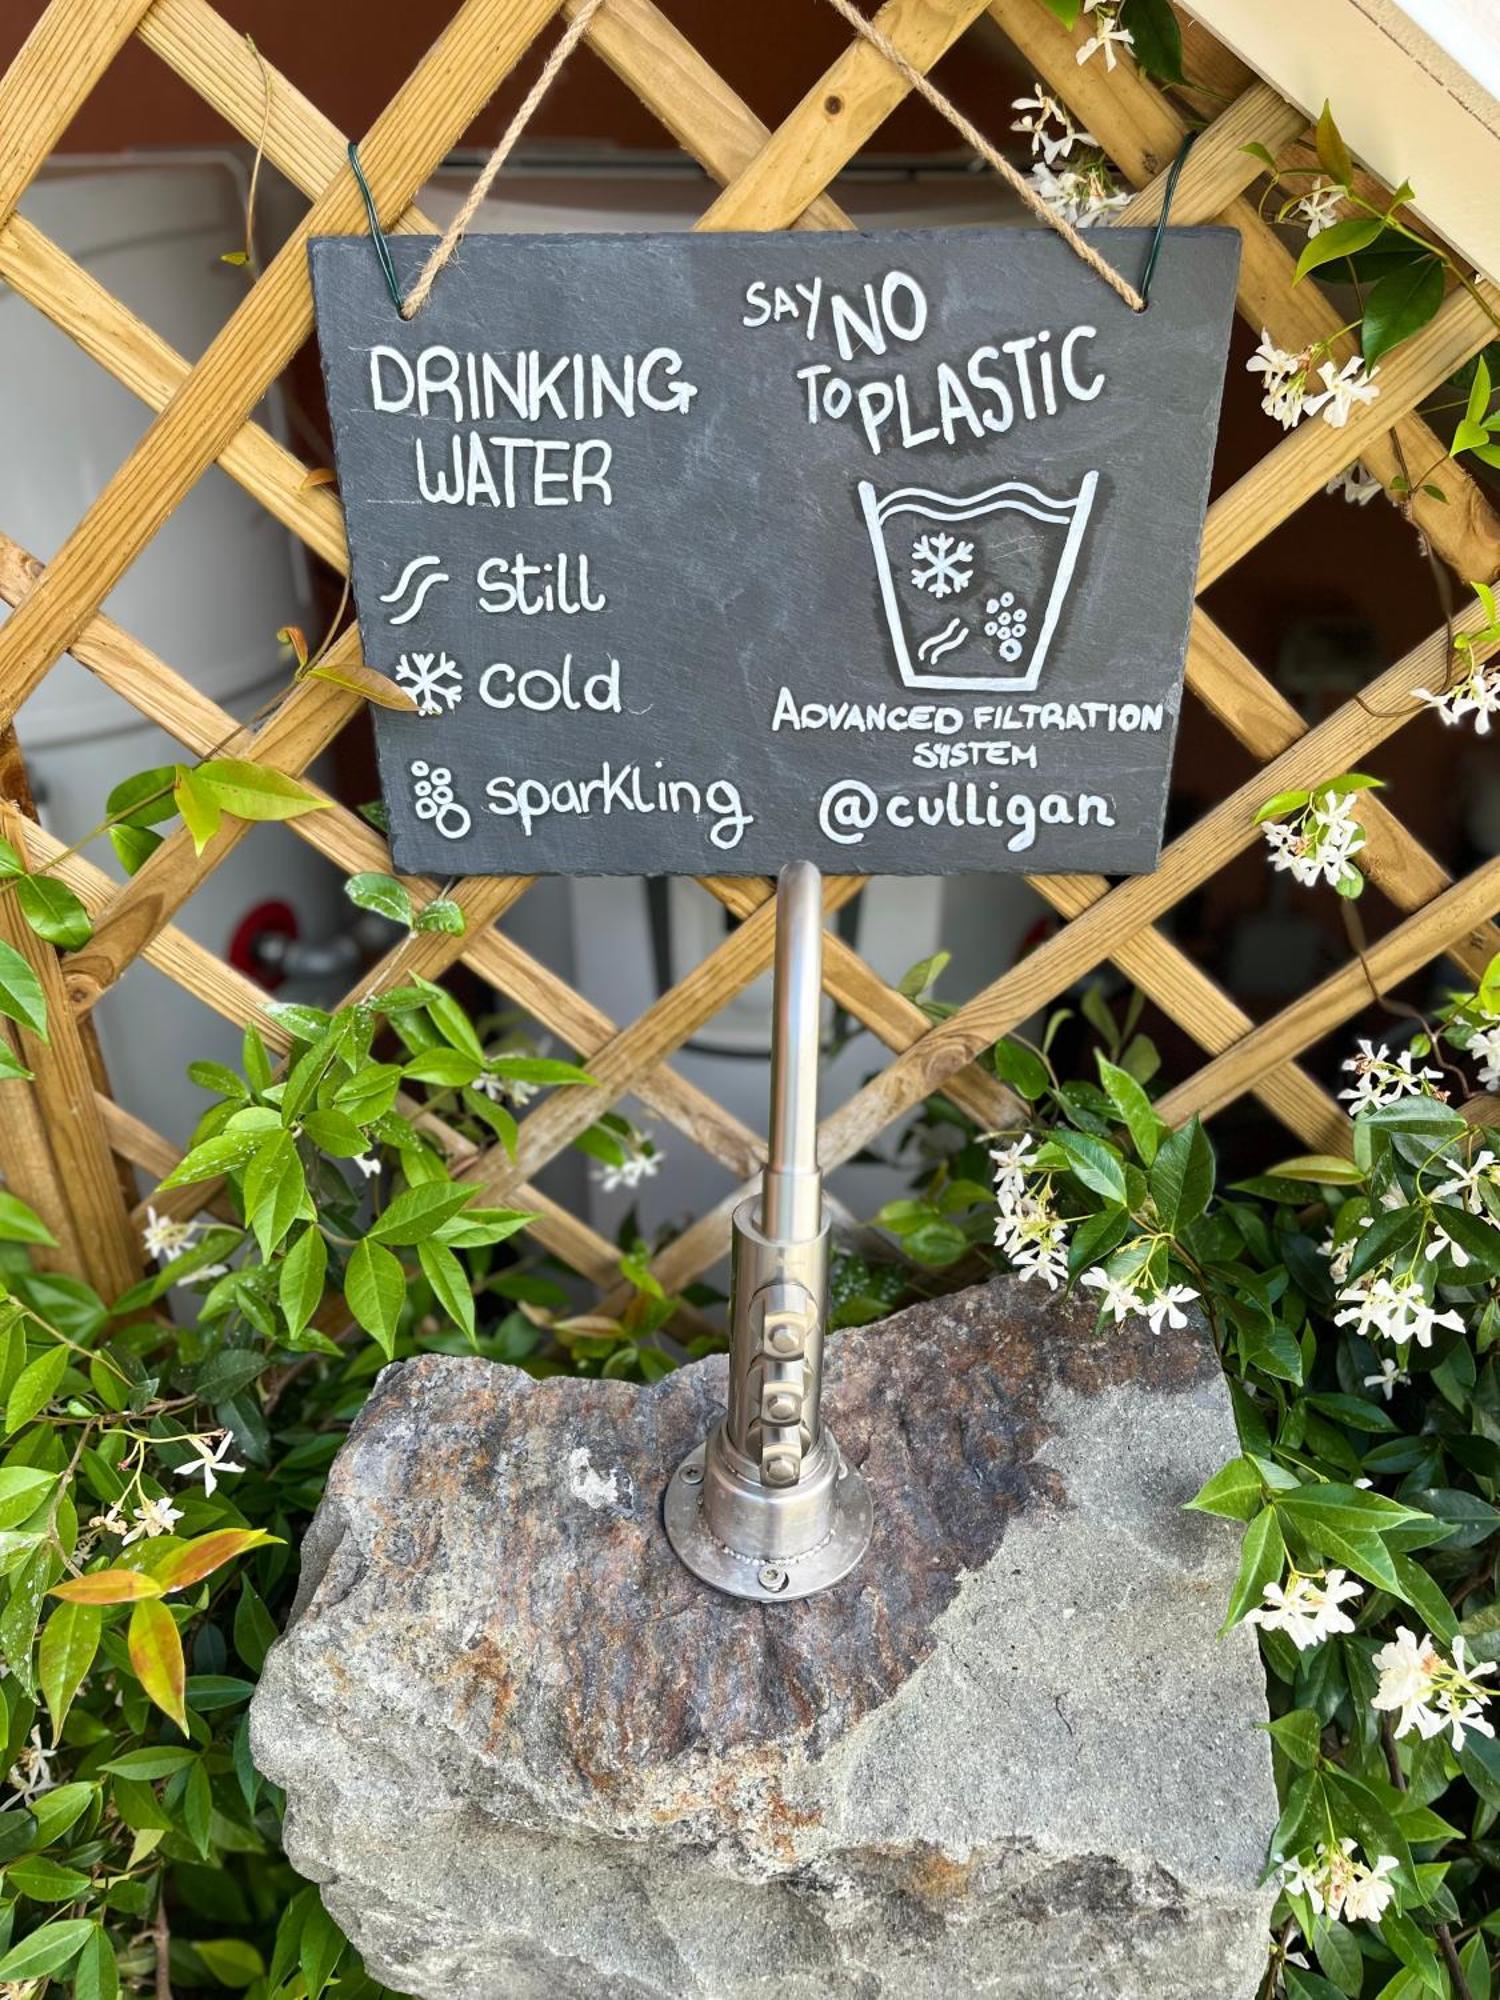 DRINKING
WATER
Still
cold
sparkling
SAY NO
TO PLASTIC
ADVANCED FILTRATION
SYSTEM
@culligan